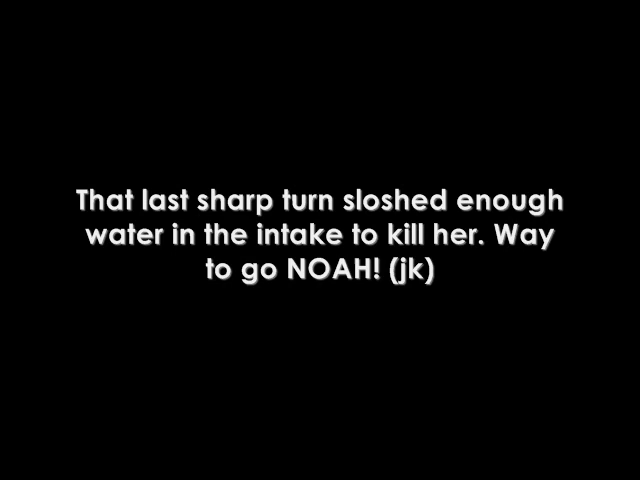 That last sharp turn sloshed enough
water in the intake to kill her. Way
to go NOAH! (jk)